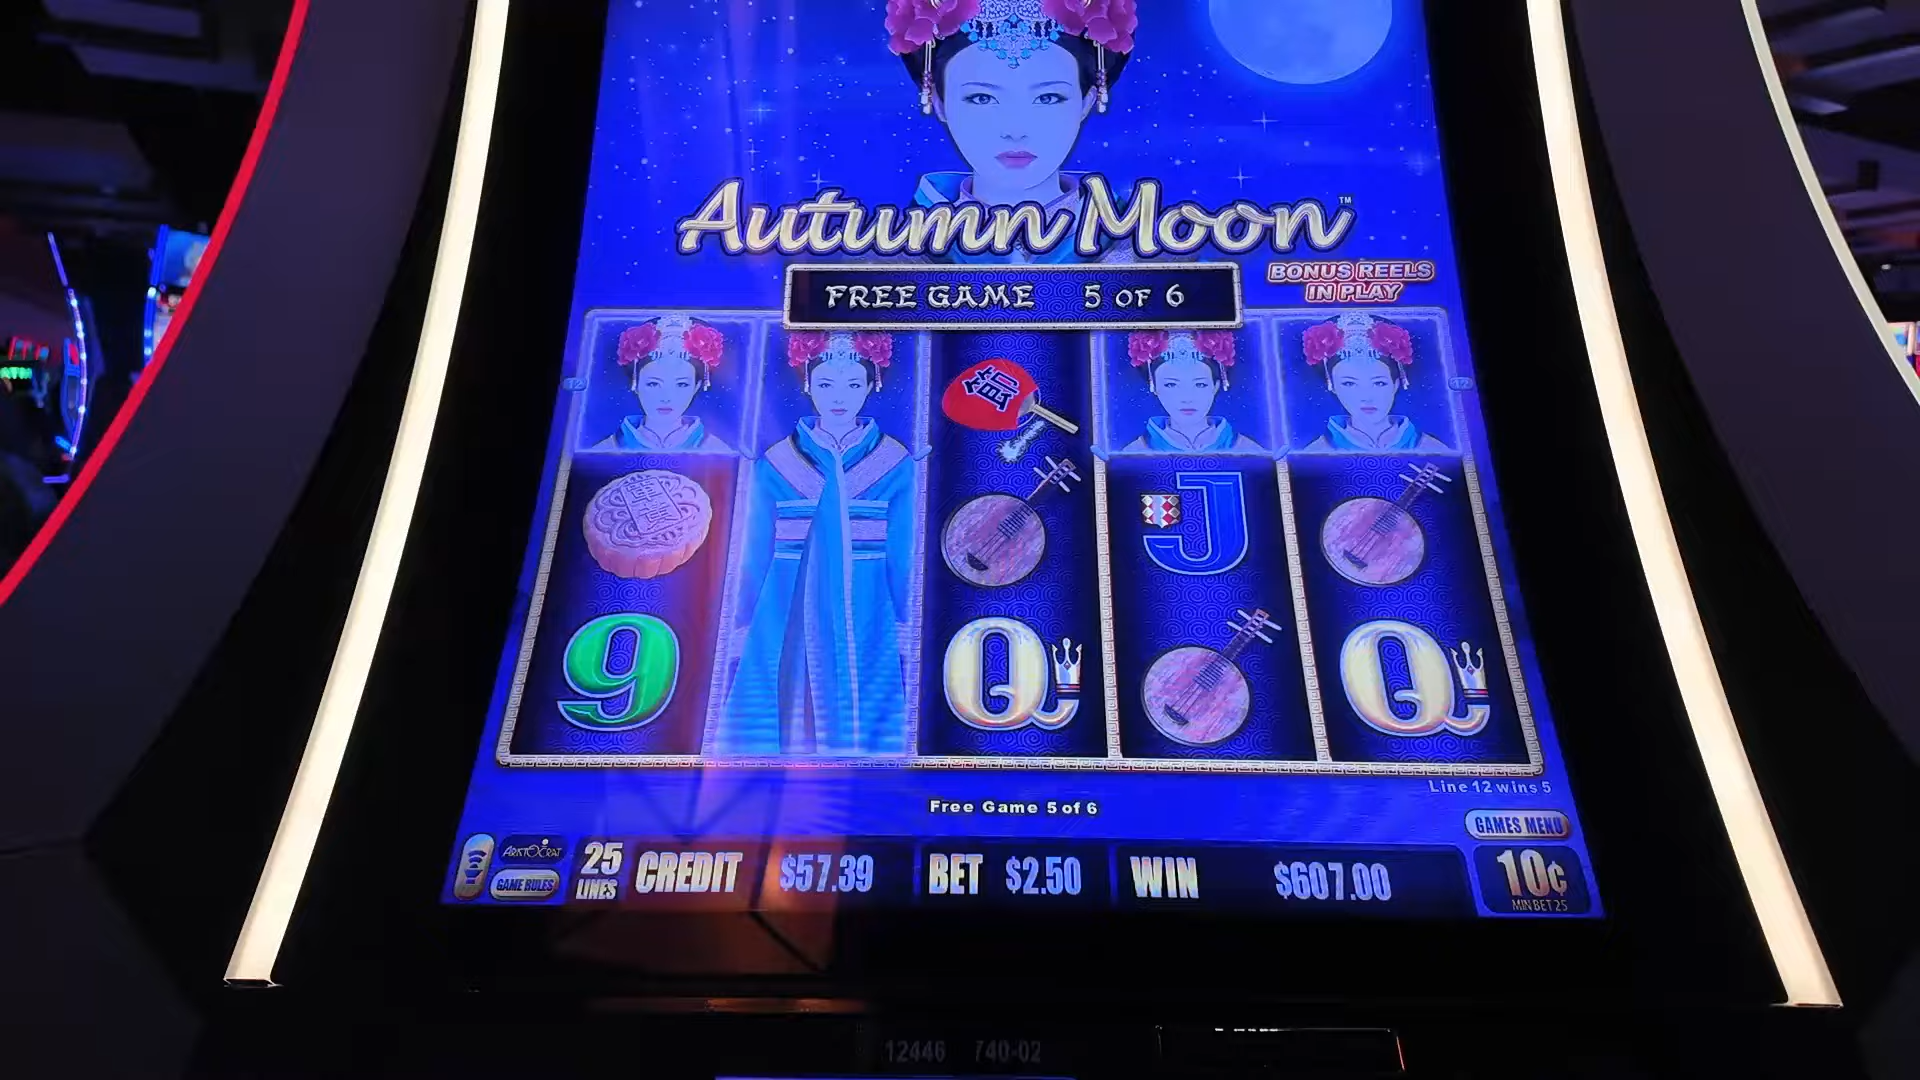 Autumn Moon™
BONUS REELS
IN PLAY
FREE GAME 5 OF 6
12
12
J
9
Q
Q
Line 12 wins 5
Free Game 5 of 6
GAMES MENU
ARISTOCRAT
GAME RULES
25
LINES
CREDIT $57.39
BET $2.50
WIN $607.00
10¢
MIN BET 25
12446 740-02